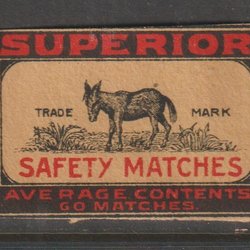 SUPERIOR
TRADE MARK
SAFETY MATCHES
AVERAGE CONTENTS
60 MATCHES